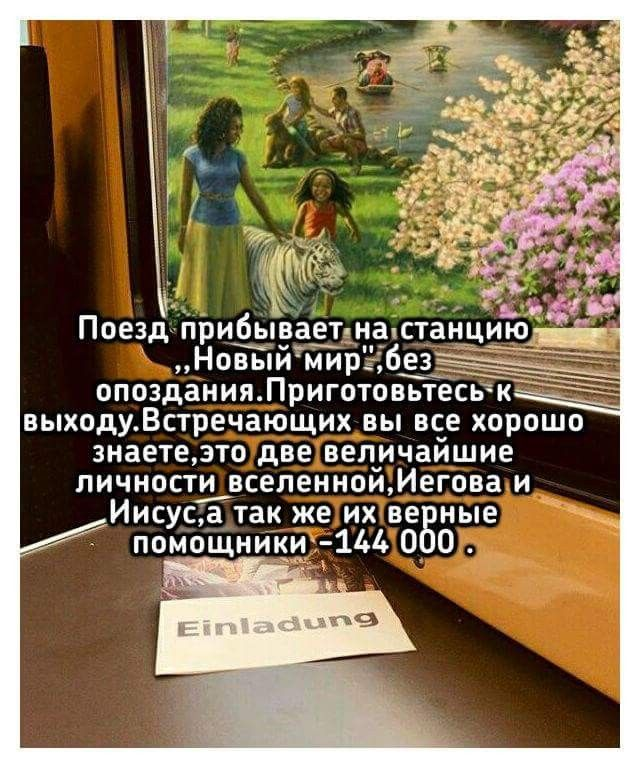 Поезд прибывает на станцию
,,Новый мир",без
опоздания.Приготовьтесь к
выходу.Встречающих вы все хорошо
знаете,это две величайшие
личности вселенной,Иегова и
Иисус,а так же их верные
помощники -144 000 .
Einladung